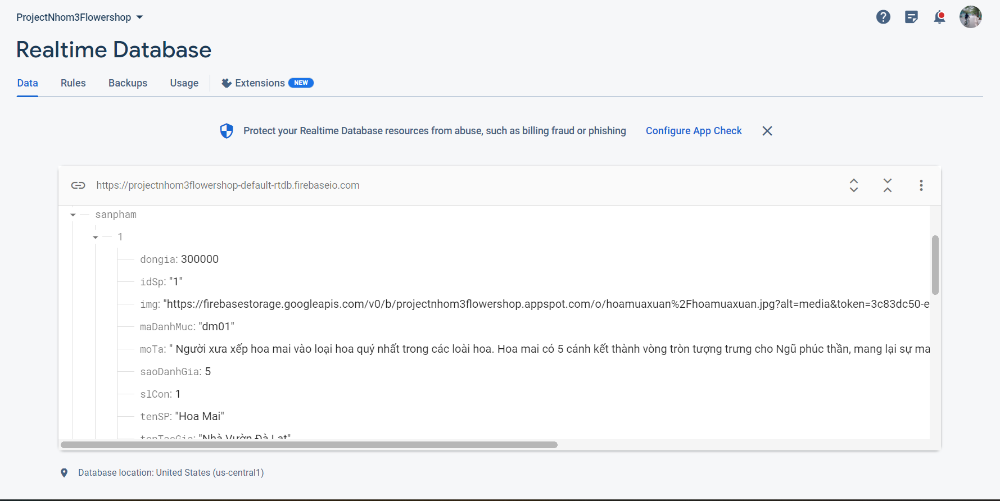 ProjectNhom3Flowershop
Realtime Database
Data Rules Backups Usage Extensions NEW
Protect your Realtime Database resources from abuse, such as billing fraud or phishing Configure App Check
https://projectnhom3flowershop-default-rtdb.firebaseio.com
sanpham
1
dongia: 300000
idSp: "1"
img: "https://firebasestorage.googleapis.com/v0/b/projectnhom3flowershop.appspot.com/o/hoamuaxuan%2Fhoamuaxuan.jpg?alt=media&token=3c83dc50-e
maDanhMuc: "dm01"
moTa: " Người xưa xếp hoa mai vào loại hoa quý nhất trong các loài hoa. Hoa mai có 5 cánh kết thành vòng tròn tượng trưng cho Ngũ phúc thần, mang lại sự ma
saoDanhGia: 5
slCon: 1
tenSP: "Hoa Mai"
tenTacGia: "Nhà Vườn Đà Lạt"
Database location: United States (us-central1)